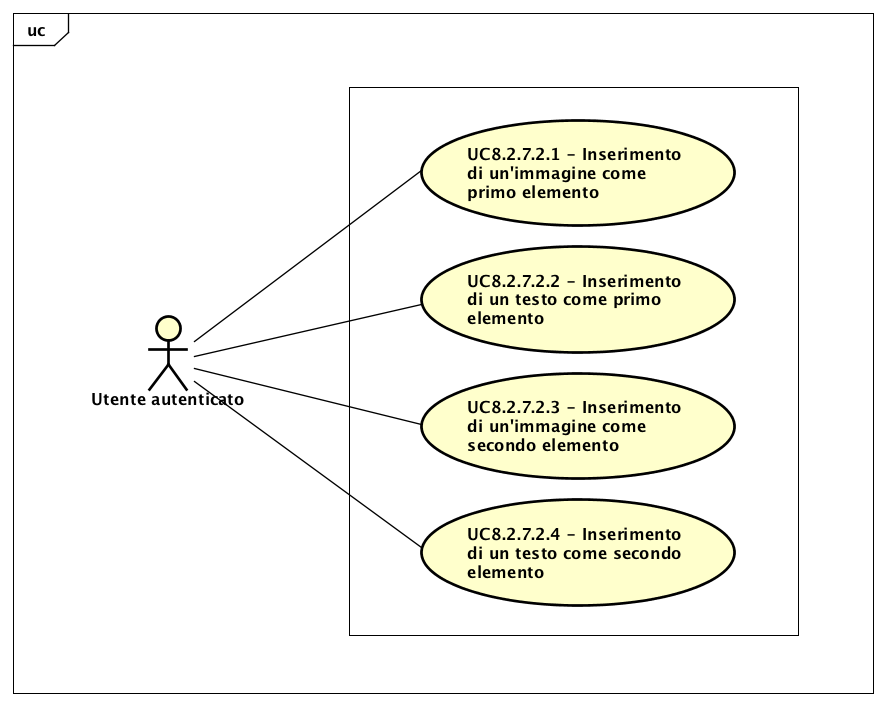 uc
UC8.2.7.2.1 - Inserimento
di un'immagine come
primo elemento
UC8.2.7.2.2 - Inserimento
di un testo come primo
elemento
Utente autenticato
UC8.2.7.2.3 - Inserimento
di un'immagine come
secondo elemento
UC8.2.7.2.4 - Inserimento
di un testo come secondo
elemento